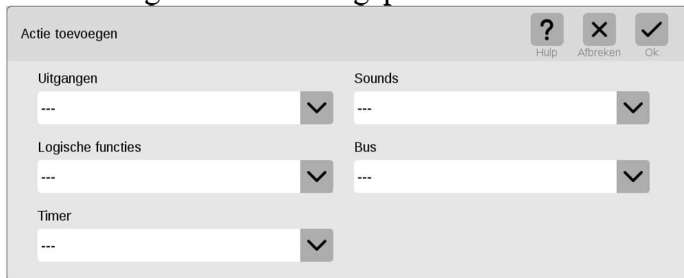 Actie toevoegen
Hulp Afbreken Ok
Uitgangen Sounds
--- ---
Logische functies Bus
--- ---
Timer
---